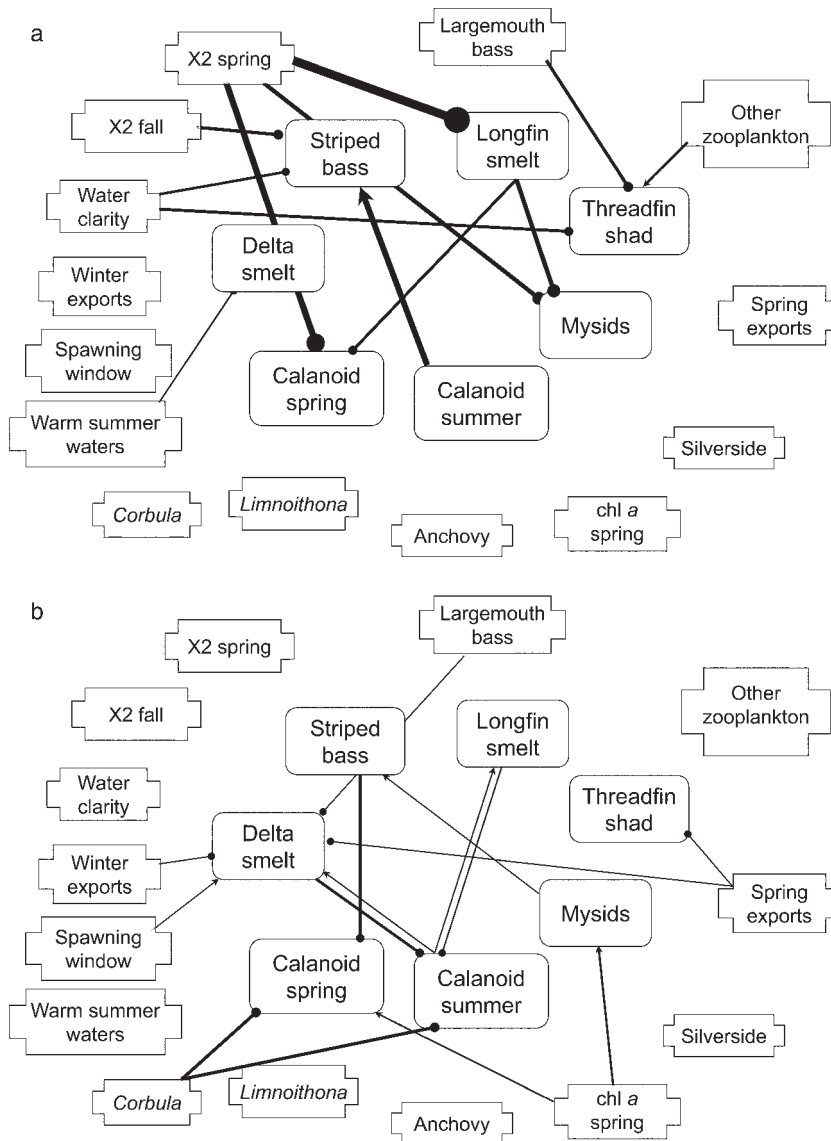 a
X2 spring
Largemouth
bass
X2 fall
Striped
bass
Longfin
smelt
Other
zooplankton
Water
clarity
Threadfin
shad
Delta
smelt
Winter
exports
Mysids
Spring
exports
Spawning
window
Calanoid
spring
Calanoid
summer
Warm summer
waters
Silverside
Corbula
Limnoithona
Anchovy
chl a
spring
b
X2 spring
Largemouth
bass
X2 fall
Striped
bass
Longfin
smelt
Other
zooplankton
Water
clarity
Threadfin
shad
Delta
smelt
Winter
exports
Mysids
Spring
exports
Spawning
window
Calanoid
spring
Calanoid
summer
Warm summer
waters
Silverside
Corbula
Limnoithona
Anchovy
chl a
spring